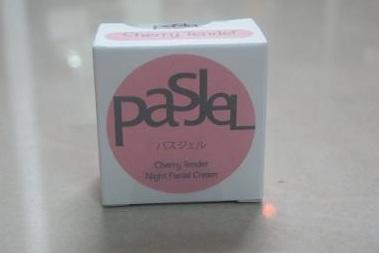 Cherry Tender
PasJeL
パスジェル
Cherry Tender
Night Facial Cream